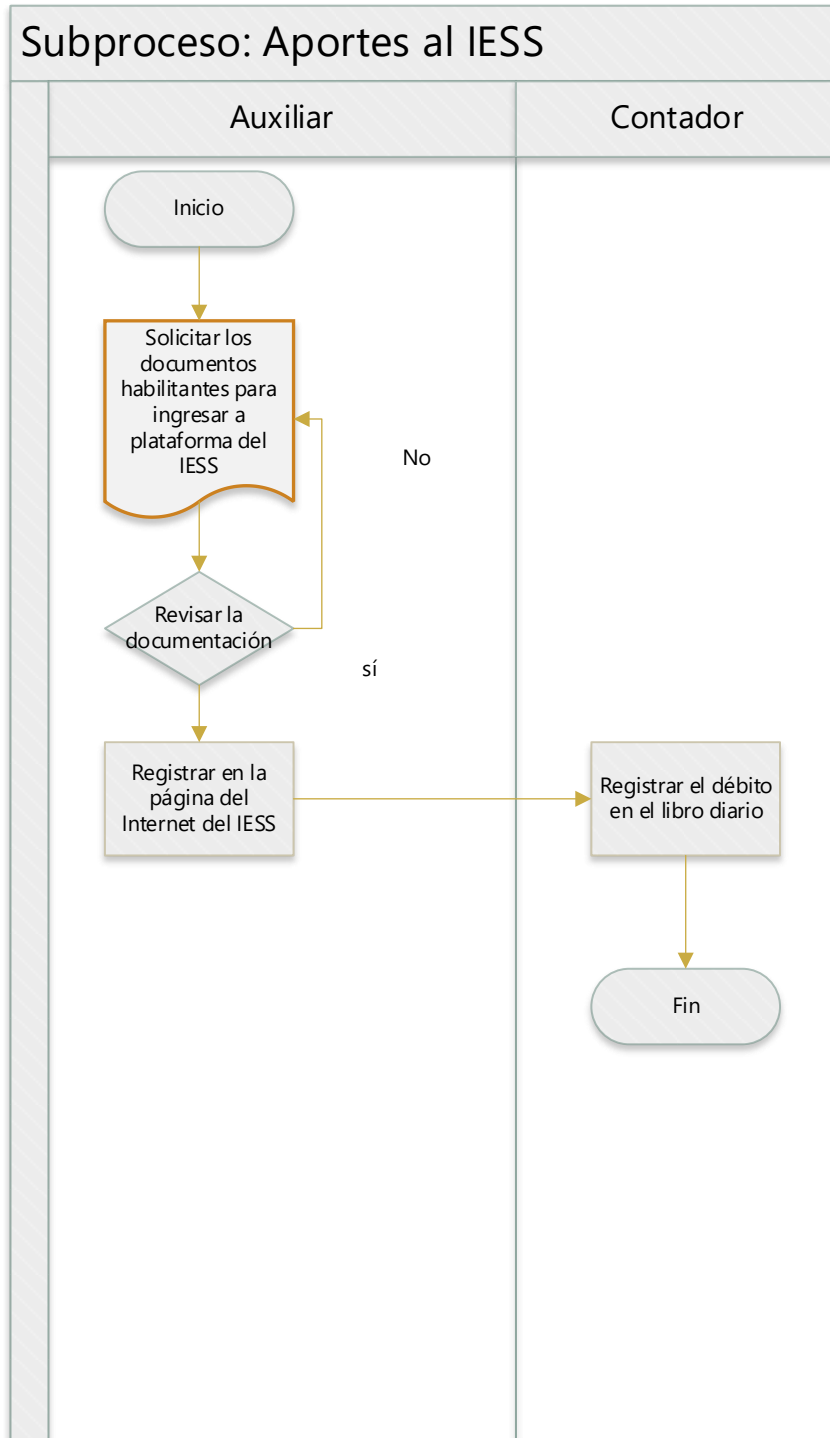 Subproceso: Aportes al IESS
Auxiliar
Contador
Inicio
Solicitar los
documentos
habilitantes para
ingresar a
plataforma del
IESS
No
Revisar la
documentación
sí
Registrar en la
página del
Internet del IESS
Registrar el débito
en el libro diario
Fin